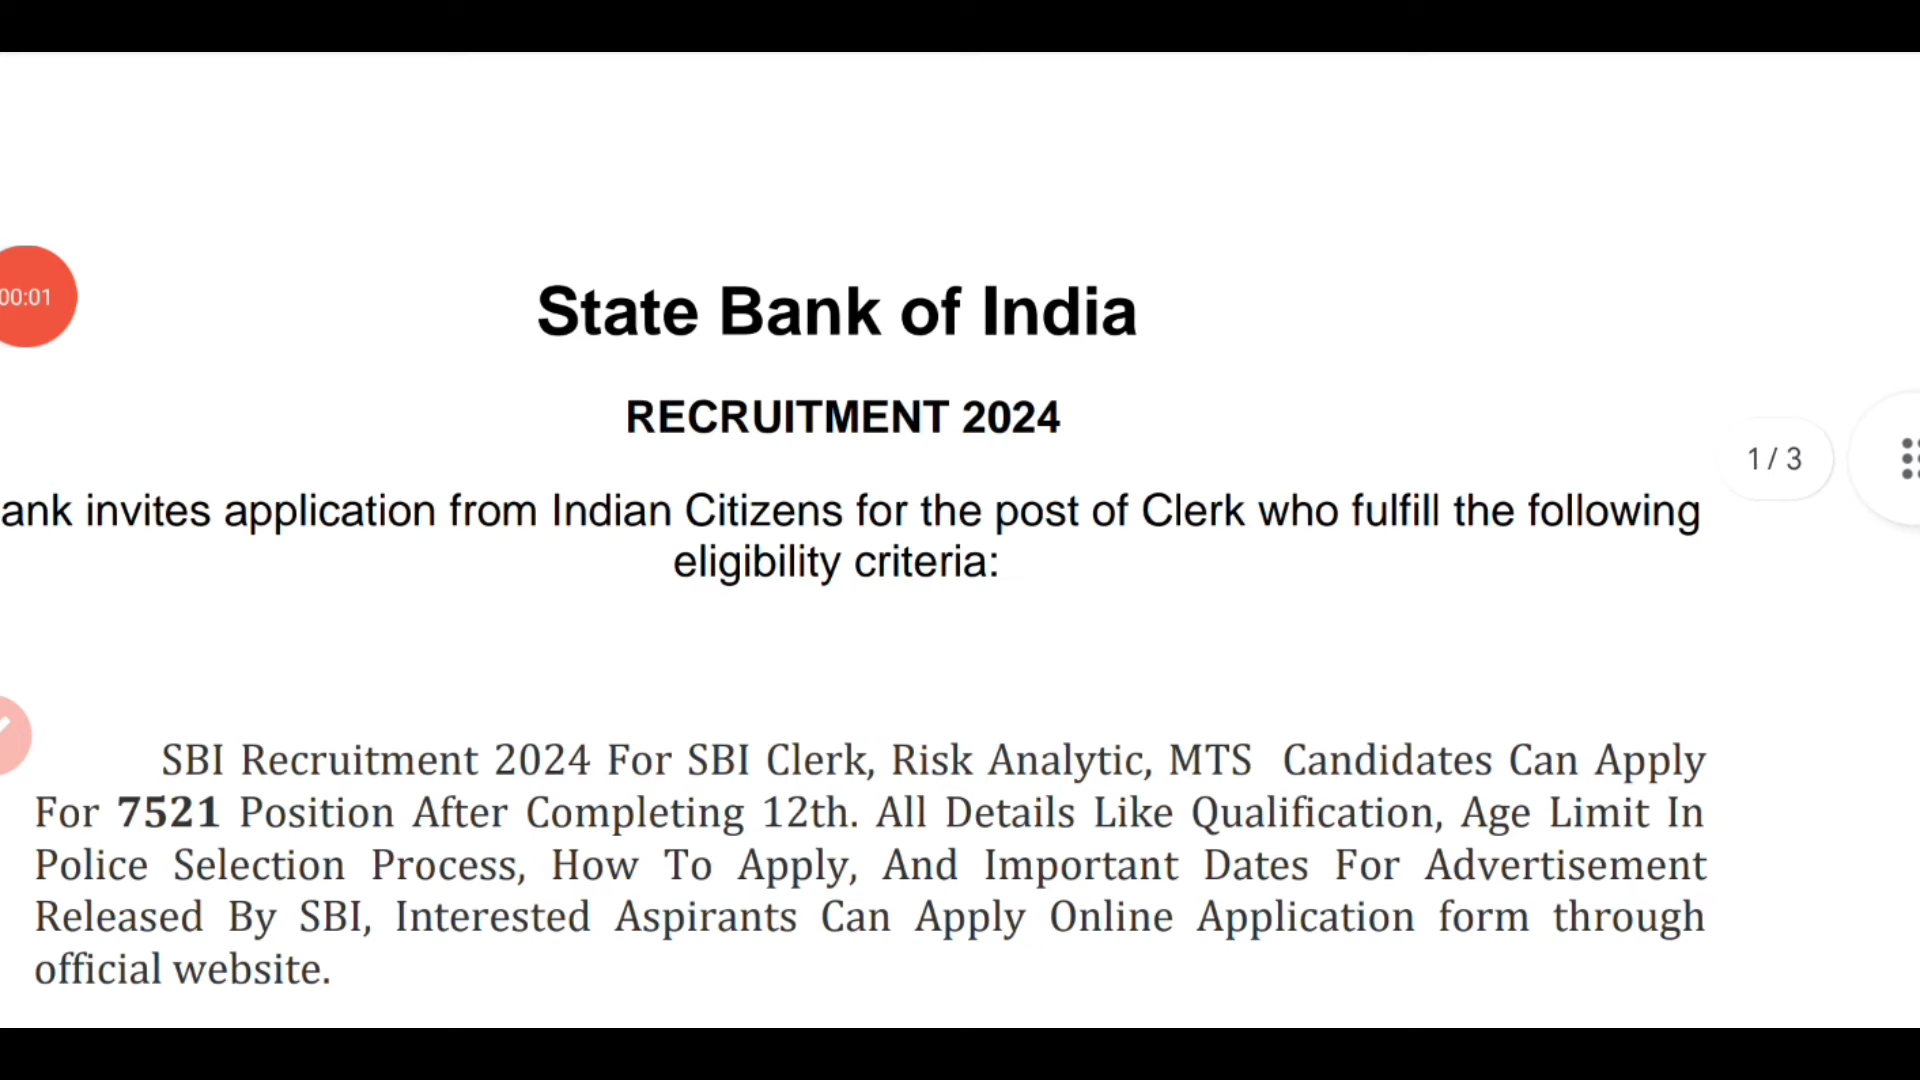 State Bank of India
00:01
RECRUITMENT 2024
1 / 3
ank invites application from Indian Citizens for the post of Clerk who fulfill the following
eligibility criteria:
SBI Recruitment 2024 For SBI Clerk, Risk Analytic, MTS Candidates Can Apply
For 7521 Position After Completing 12th. All Details Like Qualification, Age Limit In
Police Selection Process, How To Apply, And Important Dates For Advertisement
Released By SBI, Interested Aspirants Can Apply Online Application form through
official website.